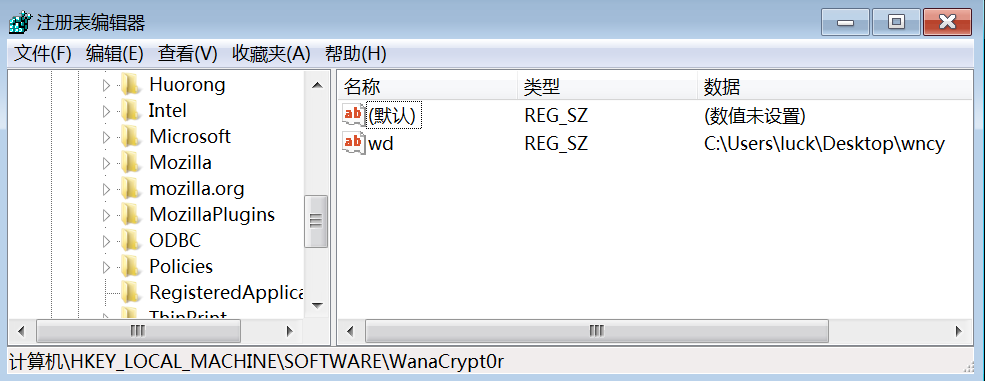 注册表编辑器
文件(F) 编辑(E) 查看(V) 收藏夹(A) 帮助(H)
Huorong
Intel
Microsoft
Mozilla
mozilla.org
MozillaPlugins
ODBC
Policies
RegisteredApplica
ThinPrint
名称 类型 数据
(默认) REG_SZ (数值未设置)
wd REG_SZ C:\Users\luck\Desktop\wncy
计算机\HKEY_LOCAL_MACHINE\SOFTWARE\WanaCrypt0r